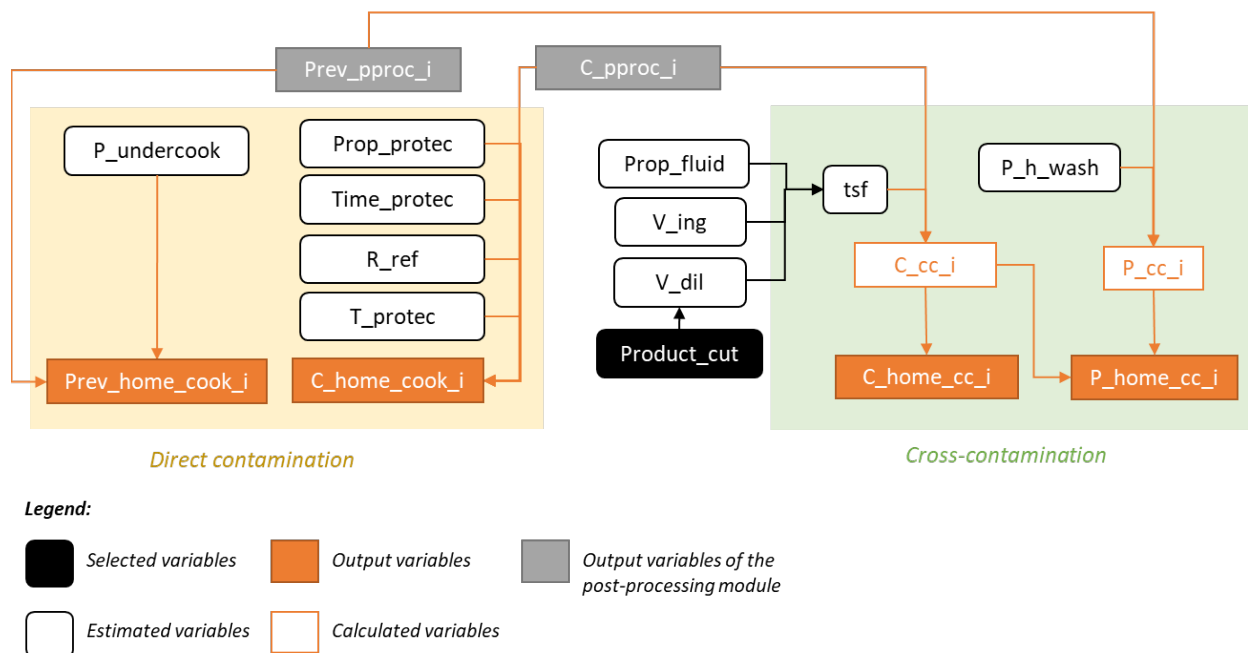 Prev_pproc_i
C_pproc_i
P_undercook
Prop_protec
Time_protec
R_ref
T_protec
Prev_home_cook_i
C_home_cook_i
Prop_fluid
V_ing
V_dil
Product_cut
tsf
P_h_wash
C_cc_i
P_cc_i
C_home_cc_i
P_home_cc_i
Direct contamination
Cross-contamination
Legend:
Selected variables
Output variables
Output variables of the
post-processing module
Estimated variables
Calculated variables